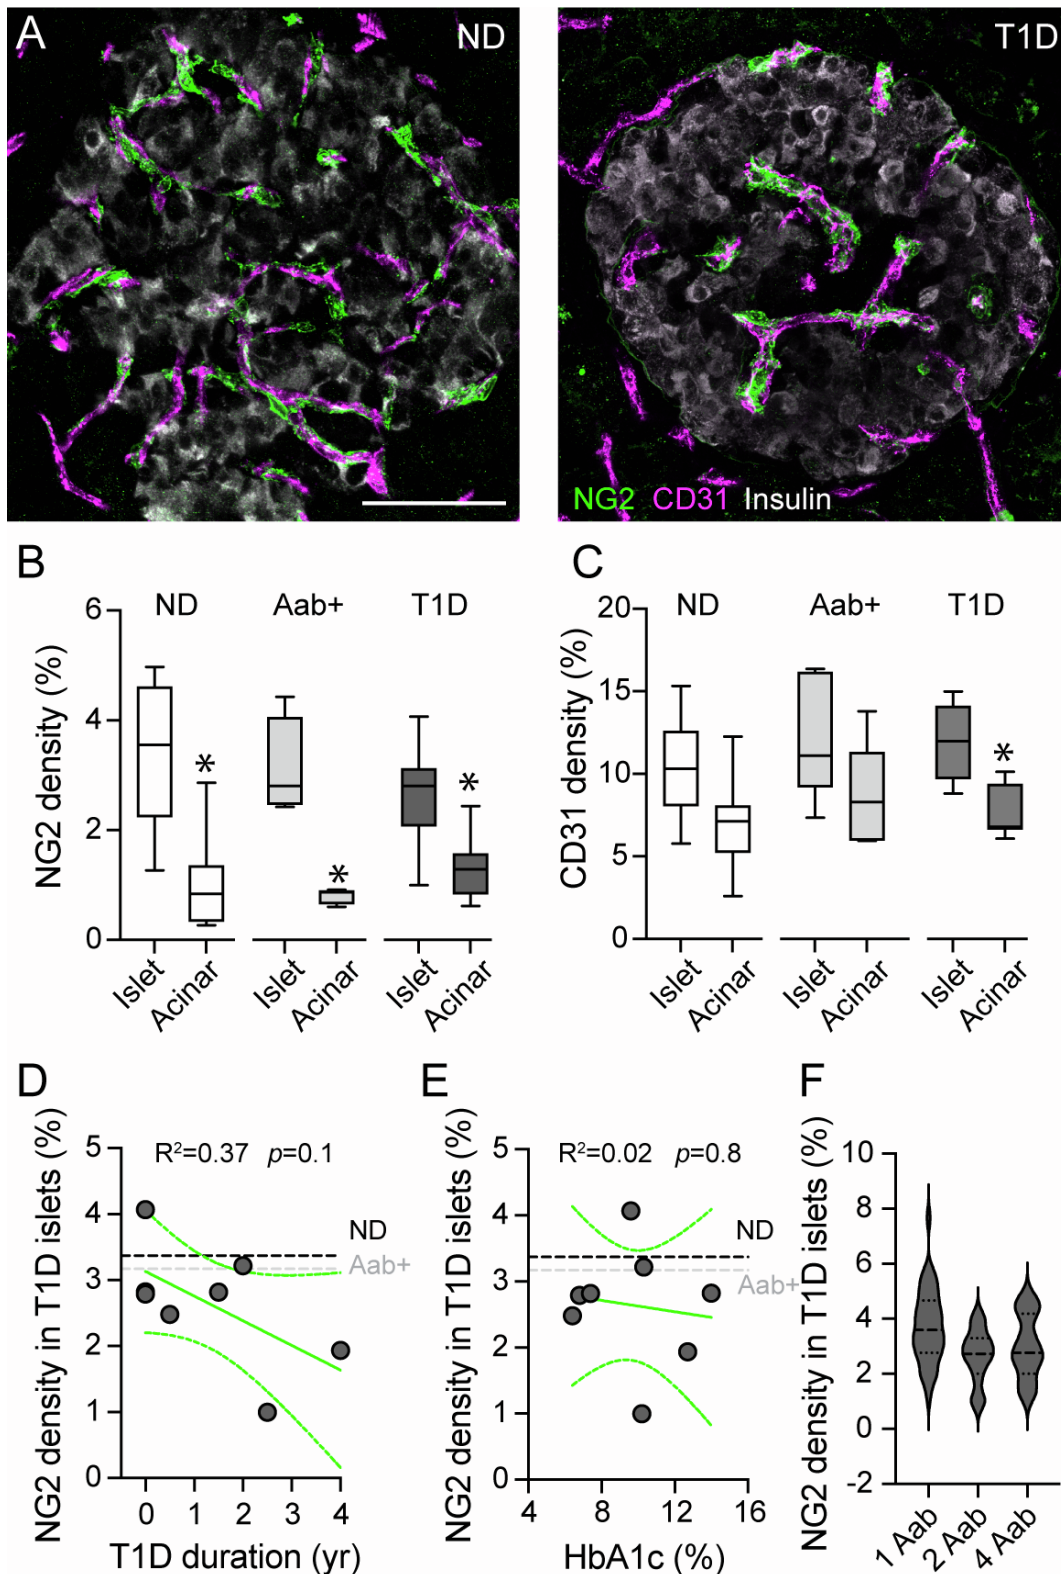 A
ND
T1D
NG2 CD31 Insulin
B
NG2 density (%)
6
4
2
0
ND
Aab+
T1D
*
*
*
Islet
Acinar
Islet
Acinar
Islet
Acinar
C
CD31 density (%)
20
15
10
5
0
ND
Aab+
T1D
*
Islet
Acinar
Islet
Acinar
Islet
Acinar
D
NG2 density in T1D islets (%)
R²=0.37 p=0.1
5
4
3
2
1
0
ND
Aab+
0 1 2 3 4
T1D duration (yr)
E
NG2 density in T1D islets (%)
R²=0.02 p=0.8
5
4
3
2
1
0
ND
Aab+
4 8 12 16
HbA1c (%)
F
NG2 density in T1D islets (%)
10
8
6
4
2
0
-2
1 Aab
2 Aab
4 Aab